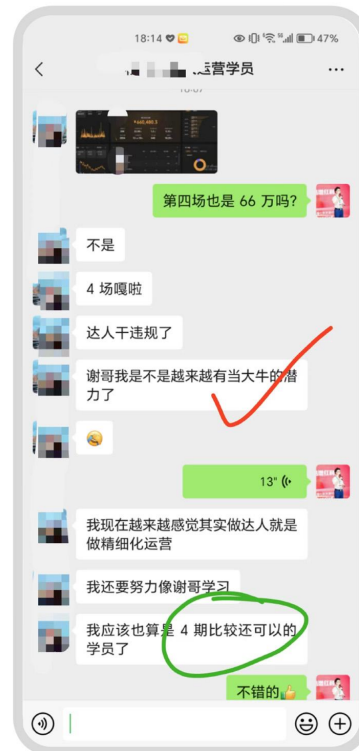 18:14
47%
运营学员
第四场也是 66 万吗?
不是
4 场嘎啦
达人干违规了
谢哥我是不是越来越有当大牛的潜
力了
13"
我现在越来越感觉其实做达人就是
做精细化运营
我还要努力像谢哥学习
我应该也算是 4 期比较还可以的
学员了
不错的